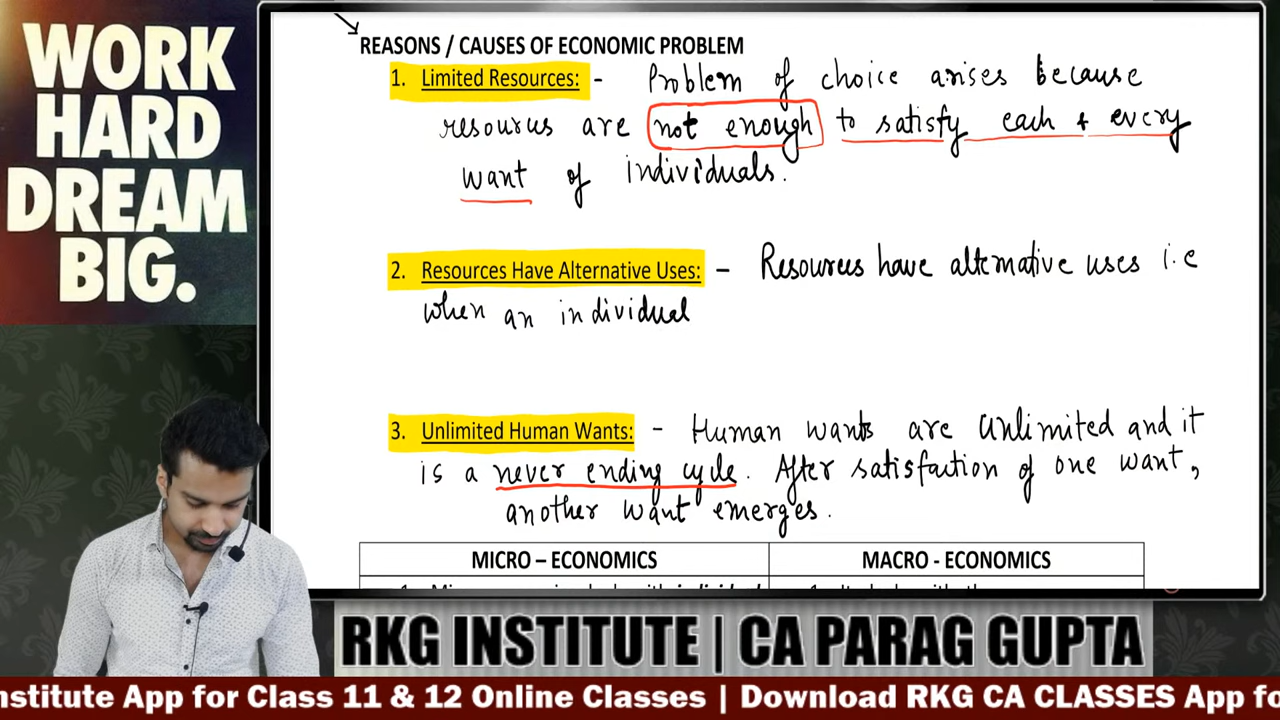 WORK
HARD
DREAM
BIG.
REASONS / CAUSES OF ECONOMIC PROBLEM
1. Limited Resources: - Problem of choice arises because
resources are not enough to satisfy each & every
want of individuals.
2. Resources Have Alternative Uses: - Resources have alternative uses i.e
when an individual
3. Unlimited Human Wants: - Human wants are Unlimited and it
is a never ending cycle. After satisfaction of one want,
another want emerges.
MICRO – ECONOMICS MACRO - ECONOMICS
RKG INSTITUTE | CA PARAG GUPTA
nstitute App for Class 11 & 12 Online Classes | Download RKG CA CLASSES App fo